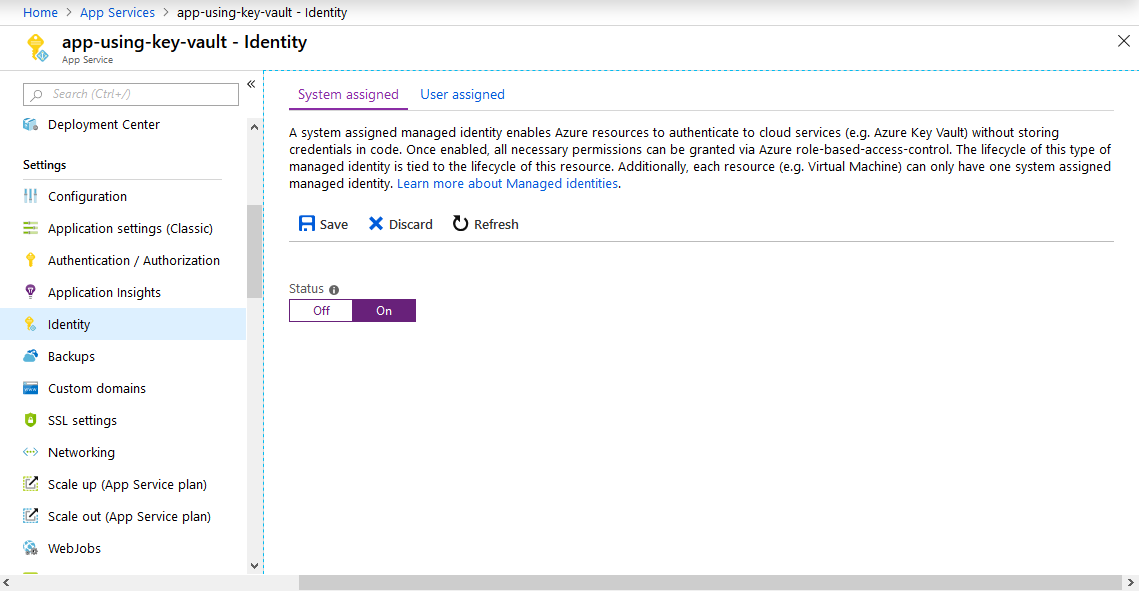 Home > App Services > app-using-key-vault - Identity
app-using-key-vault - Identity
App Service
Search (Ctrl+/)
Deployment Center
Settings
Configuration
Application settings (Classic)
Authentication / Authorization
Application Insights
Identity
Backups
Custom domains
SSL settings
Networking
Scale up (App Service plan)
Scale out (App Service plan)
WebJobs
System assigned User assigned
A system assigned managed identity enables Azure resources to authenticate to cloud services (e.g. Azure Key Vault) without storing
credentials in code. Once enabled, all necessary permissions can be granted via Azure role-based-access-control. The lifecycle of this type of
managed identity is tied to the lifecycle of this resource. Additionally, each resource (e.g. Virtual Machine) can only have one system assigned
managed identity. Learn more about Managed identities.
Save Discard Refresh
Status
Off On